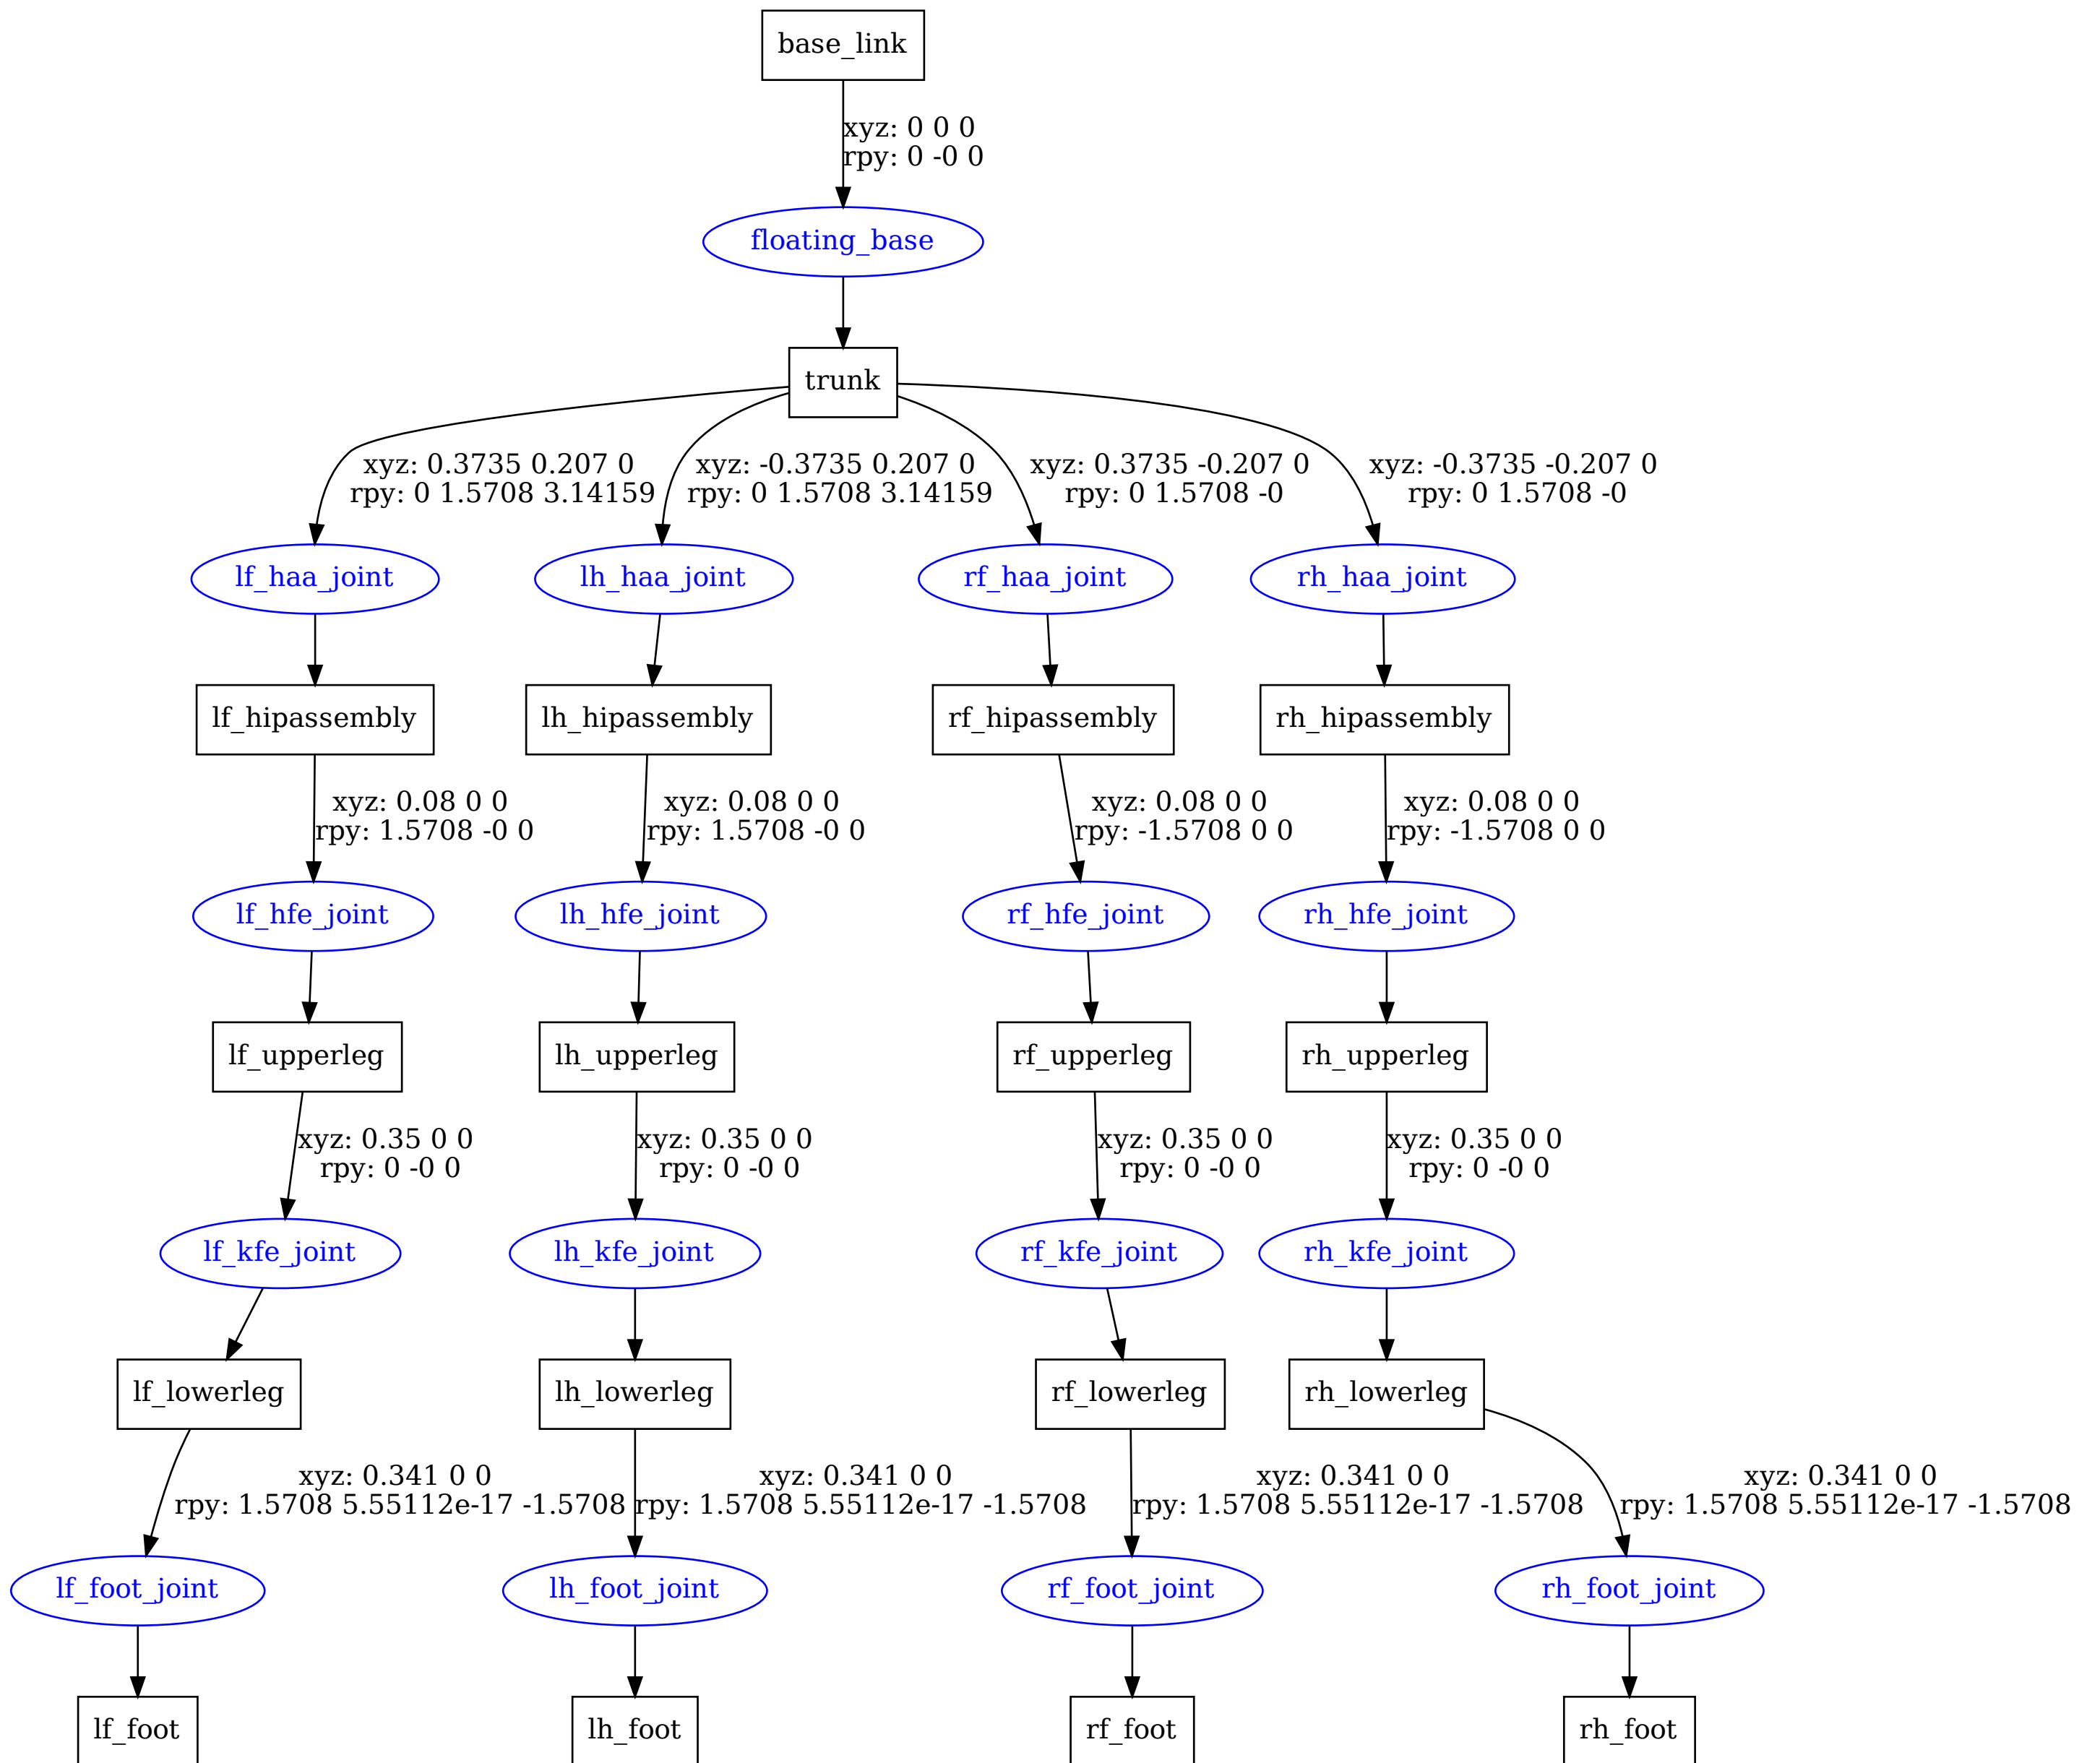 base_link
xyz: 0 0 0
rpy: 0 -0 0
floating_base
trunk
xyz: 0.3735 0.207 0
rpy: 0 1.5708 3.14159
xyz: -0.3735 0.207 0
rpy: 0 1.5708 3.14159
xyz: 0.3735 -0.207 0
rpy: 0 1.5708 -0
xyz: -0.3735 -0.207 0
rpy: 0 1.5708 -0
lf_haa_joint
lh_haa_joint
rf_haa_joint
rh_haa_joint
lf_hipassembly
lh_hipassembly
rf_hipassembly
rh_hipassembly
xyz: 0.08 0 0
rpy: 1.5708 -0 0
xyz: 0.08 0 0
rpy: 1.5708 -0 0
xyz: 0.08 0 0
rpy: -1.5708 0 0
xyz: 0.08 0 0
rpy: -1.5708 0 0
lf_hfe_joint
lh_hfe_joint
rf_hfe_joint
rh_hfe_joint
lf_upperleg
lh_upperleg
rf_upperleg
rh_upperleg
xyz: 0.35 0 0
rpy: 0 -0 0
xyz: 0.35 0 0
rpy: 0 -0 0
xyz: 0.35 0 0
rpy: 0 -0 0
xyz: 0.35 0 0
rpy: 0 -0 0
lf_kfe_joint
lh_kfe_joint
rf_kfe_joint
rh_kfe_joint
lf_lowerleg
lh_lowerleg
rf_lowerleg
rh_lowerleg
xyz: 0.341 0 0
rpy: 1.5708 5.55112e-17 -1.5708
xyz: 0.341 0 0
rpy: 1.5708 5.55112e-17 -1.5708
xyz: 0.341 0 0
rpy: 1.5708 5.55112e-17 -1.5708
xyz: 0.341 0 0
rpy: 1.5708 5.55112e-17 -1.5708
lf_foot_joint
lh_foot_joint
rf_foot_joint
rh_foot_joint
lf_foot
lh_foot
rf_foot
rh_foot